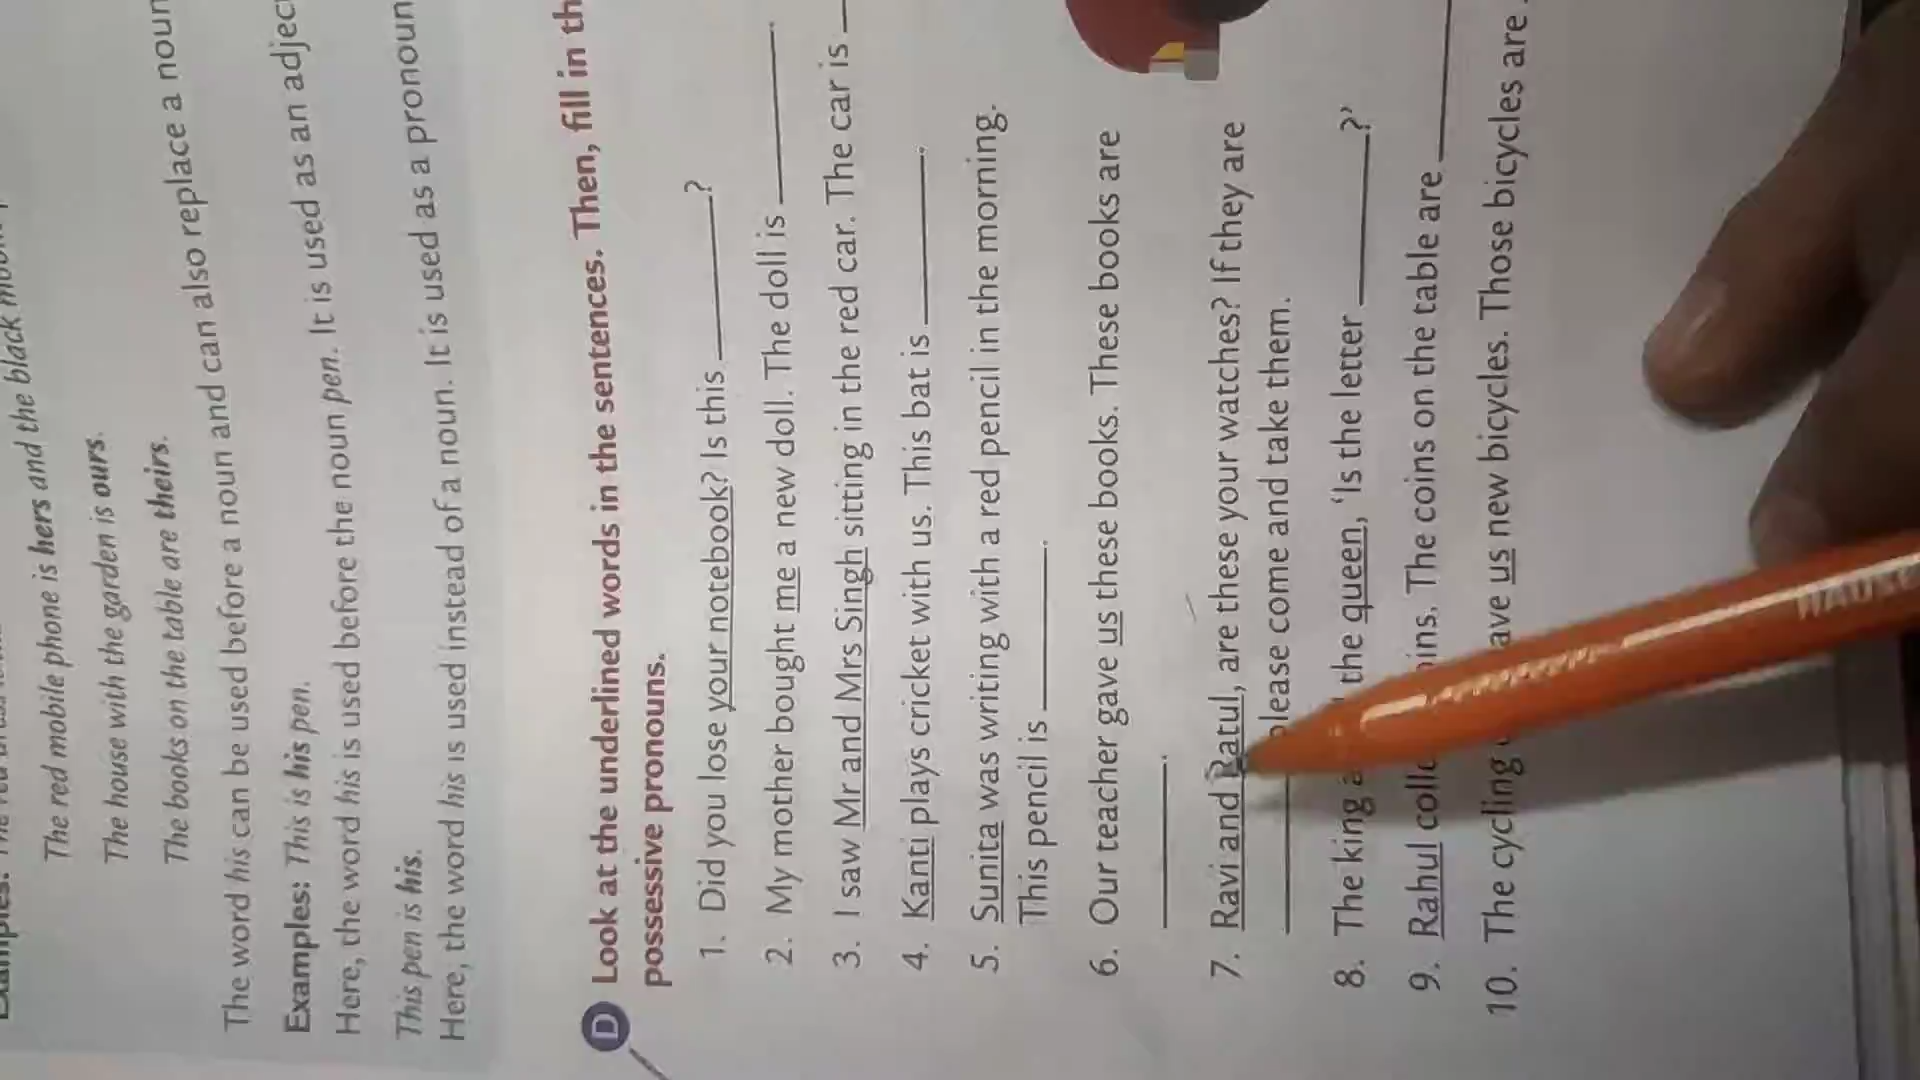 The red mobile phone is hers and the black
The house with the garden is ours.
The books on the table are theirs.
The word his can be used before a noun and can also replace a noun
Examples: This is his pen.
Here, the word his is used before the noun pen. It is used as an
This pen is his.
Here, the word his is used instead of a noun. It is used as a pronoun
D Look at the underlined words in the sentences. Then, fill in
possessive pronouns.
1. Did you lose your notebook? Is this ________?
2. My mother bought me a new doll. The doll is ________.
3. I saw Mr and Mrs Singh sitting in the red car. The car is
4. Kanti plays cricket with us. This bat is ________.
5. Sunita was writing with a red pencil in the morning.
This pencil is ________.
6. Our teacher gave us these books. These books are
________.
7. Ravi and Ratul, are these your watches? If they are
________ please come and take them.
8. The king the queen, 'Is the letter ________?'
9. Rahul The coins on the table are ________
10. The cycling us new bicycles. Those bicycles are
HAUSER